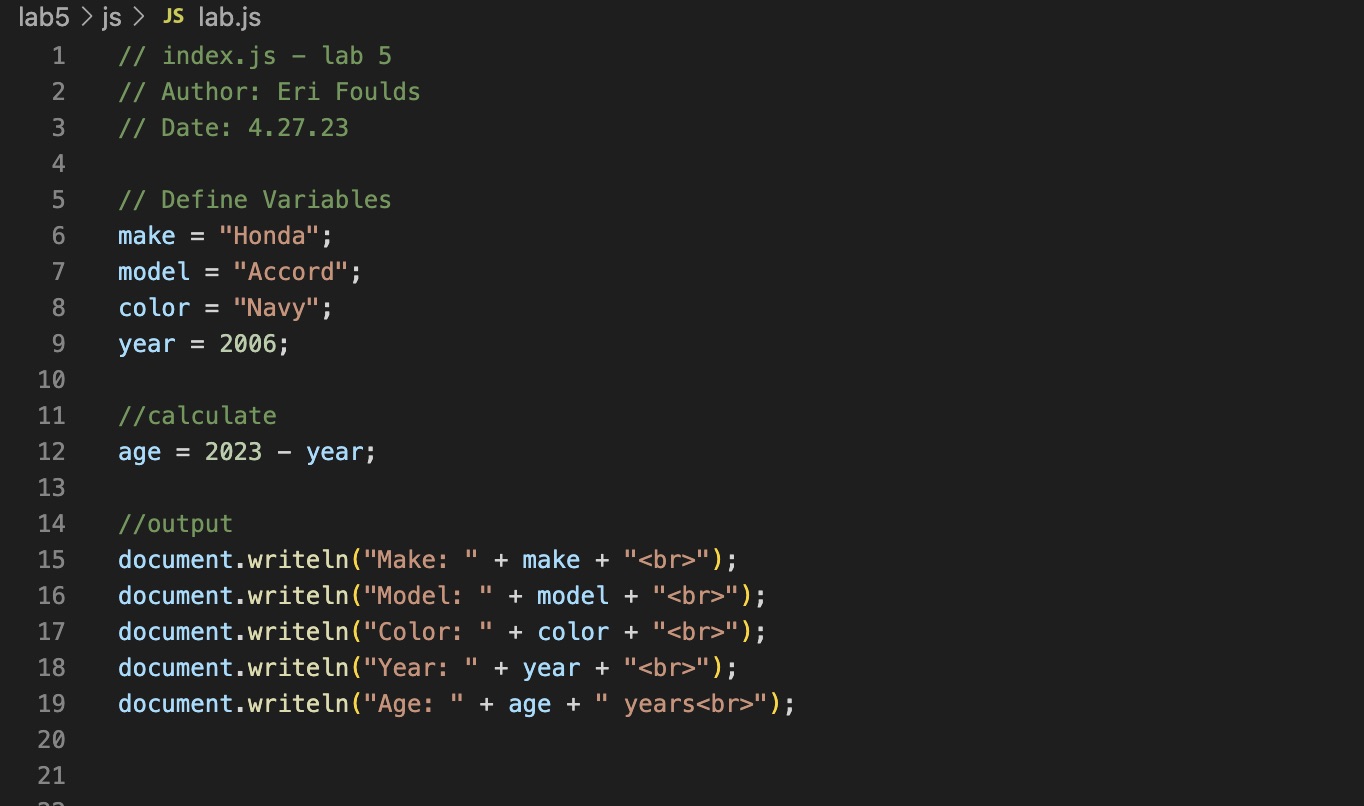 lab5 > js > JS lab.js
1 // index.js – lab 5
2 // Author: Eri Foulds
3 // Date: 4.27.23
4
5 // Define Variables
6 make = "Honda";
7 model = "Accord";
8 color = "Navy";
9 year = 2006;
10
11 //calculate
12 age = 2023 – year;
13
14 //output
15 document.writeln("Make: " + make + "<br>");
16 document.writeln("Model: " + model + "<br>");
17 document.writeln("Color: " + color + "<br>");
18 document.writeln("Year: " + year + "<br>");
19 document.writeln("Age: " + age + " years<br>");
20
21